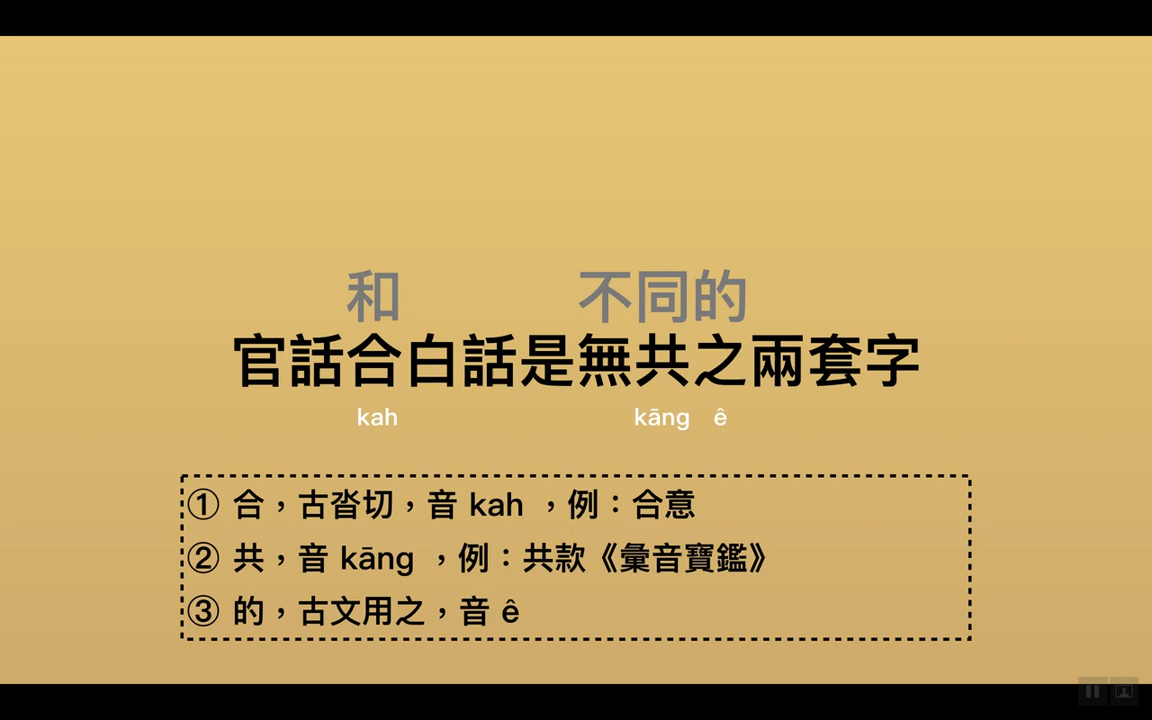 和 不同的
官話合白話是無共之兩套字
kah kāng ê
① 合，古沓切，音 kah ，例：合意
② 共，音 kāng ，例：共款《彙音寶鑑》
③ 的，古文用之，音 ê